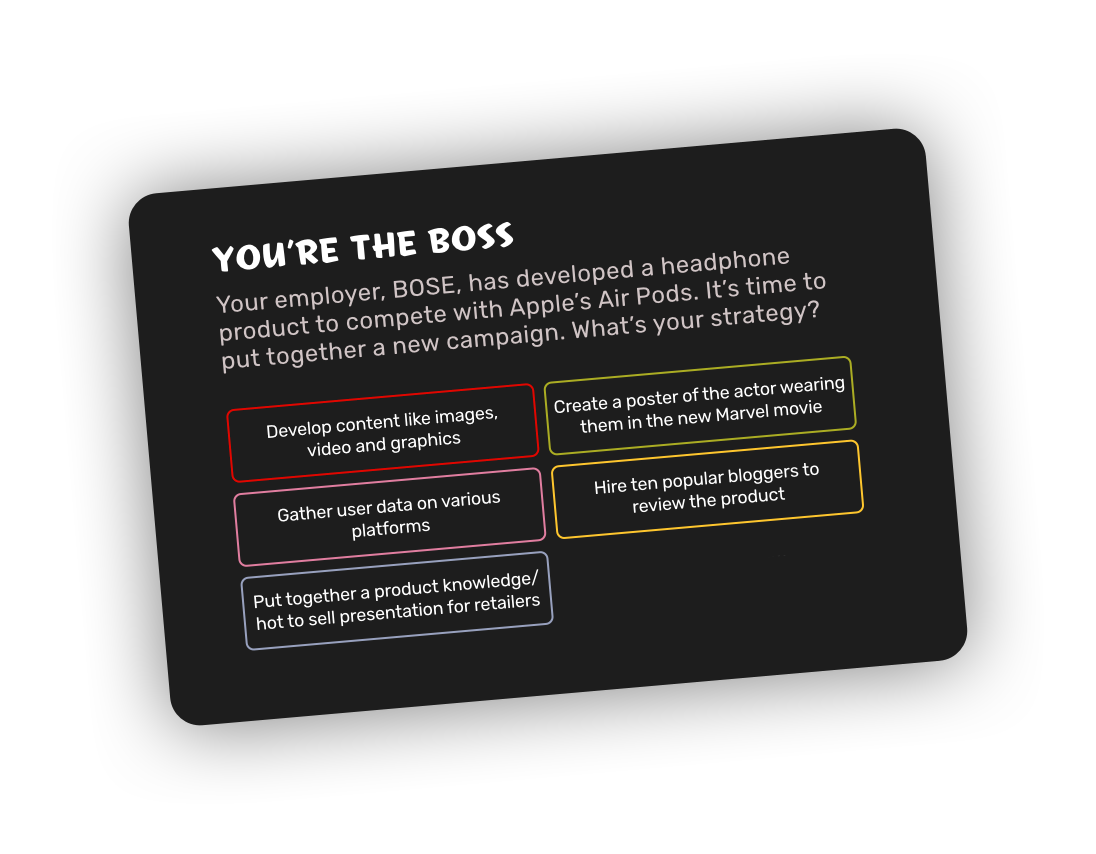 YOU'RE THE BOSS
Your employer, BOSE, has developed a headphone
product to compete with Apple's Air Pods. It's time to
put together a new campaign. What's your strategy?
Develop content like images,
video and graphics
Create a poster of the actor wearing
them in the new Marvel movie
Gather user data on various
platforms
Hire ten popular bloggers to
review the product
Put together a product knowledge/
hot to sell presentation for retailers